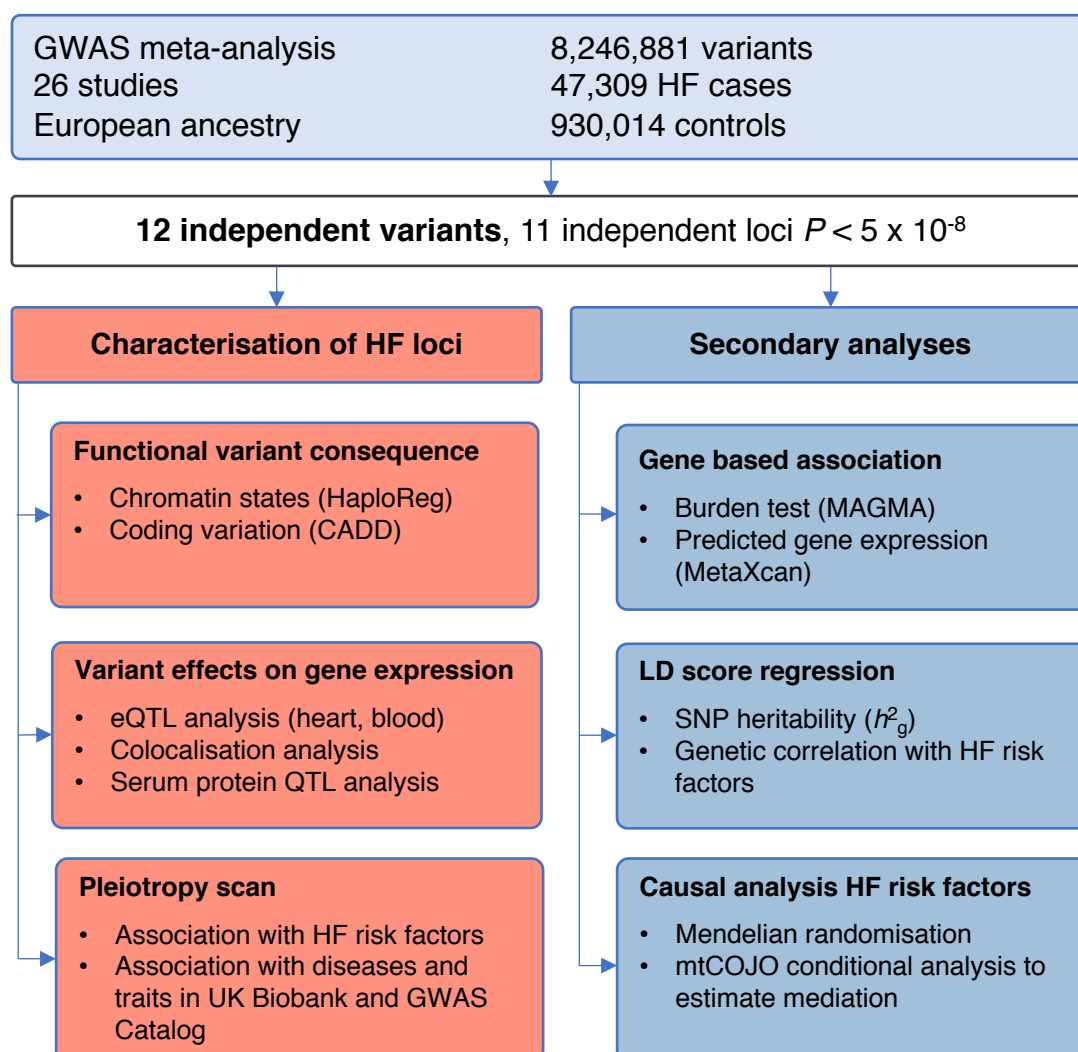 GWAS meta-analysis 8,246,881 variants
26 studies 47,309 HF cases
European ancestry 930,014 controls
12 independent variants, 11 independent loci P < 5 x 10⁻⁸
Characterisation of HF loci
Functional variant consequence
• Chromatin states (HaploReg)
• Coding variation (CADD)
Variant effects on gene expression
• eQTL analysis (heart, blood)
• Colocalisation analysis
• Serum protein QTL analysis
Pleiotropy scan
• Association with HF risk factors
• Association with diseases and
traits in UK Biobank and GWAS
Catalog
Secondary analyses
Gene based association
• Burden test (MAGMA)
• Predicted gene expression
(MetaXcan)
LD score regression
• SNP heritability (h²g)
• Genetic correlation with HF risk
factors
Causal analysis HF risk factors
• Mendelian randomisation
• mtCOJO conditional analysis to
estimate mediation